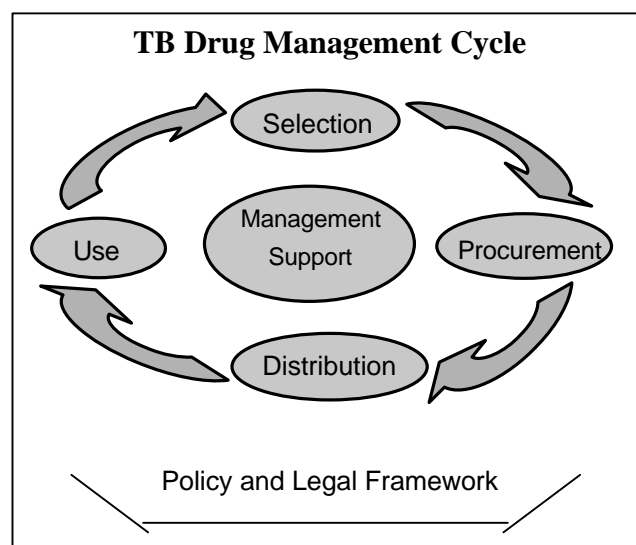 TB Drug Management Cycle
Selection
Management
Support
Use
Procurement
Distribution
Policy and Legal Framework